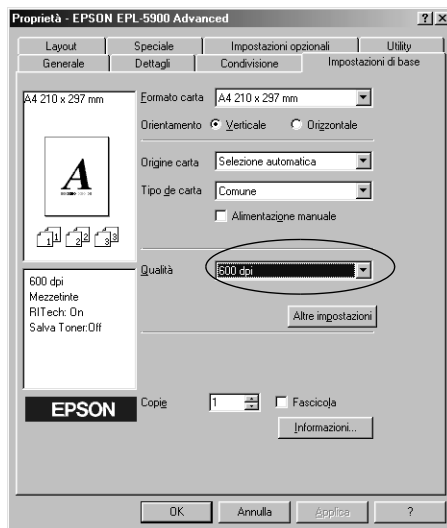 Proprietà - EPSON EPL-5900 Advanced
Layout Speciale Impostazioni opzionali Utility
Generale Dettagli Condivisione Impostazioni di base
A4 210 x 297 mm
Formato carta A4 210 x 297 mm
Orientamento Verticale Orizzontale
A
Origine carta Selezione automatica
Tipo de carta Comune
Alimentazione manuale
1 1 2 2 3 3
Qualità 600 dpi
600 dpi
Mezzetinte
RITech: On
Salva Toner:Off
Altre impostazioni
EPSON
Copie 1 Fascicola
Informazioni...
OK Annulla Applica ?